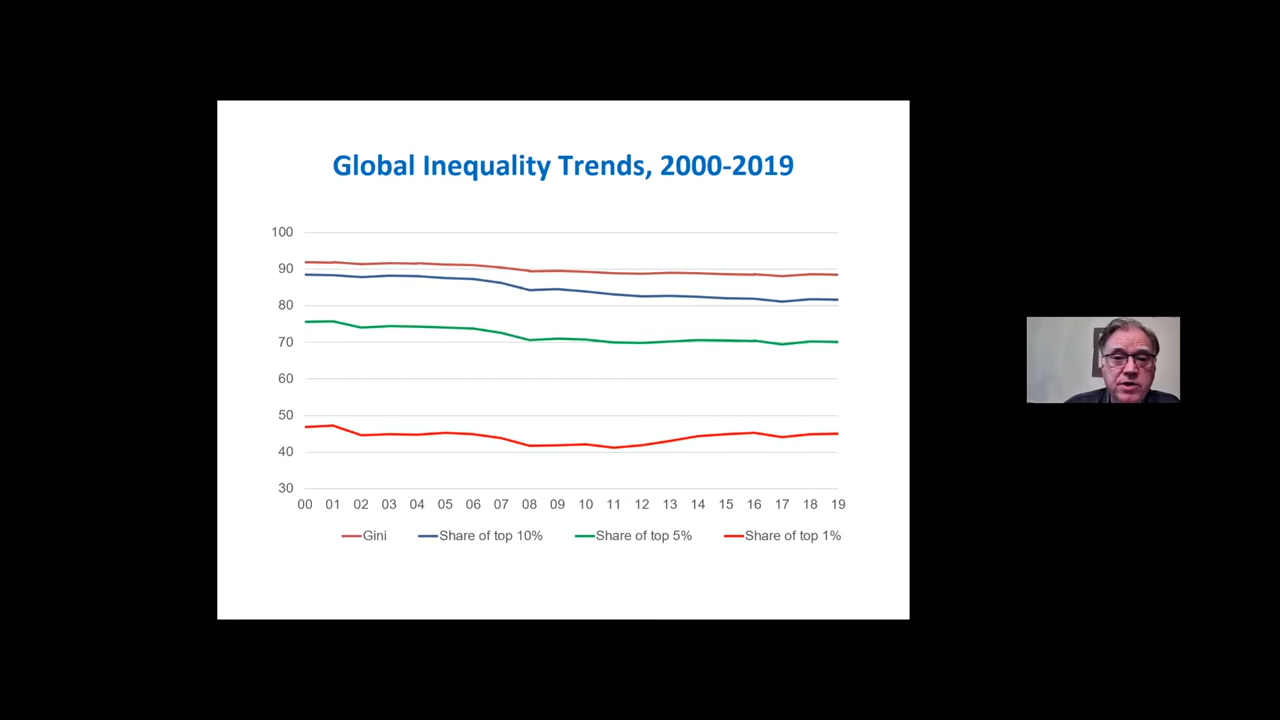 Global Inequality Trends, 2000-2019
100
90
80
70
60
50
40
30
00 01 02 03 04 05 06 07 08 09 10 11 12 13 14 15 16 17 18 19
Gini Share of top 10% Share of top 5% Share of top 1%